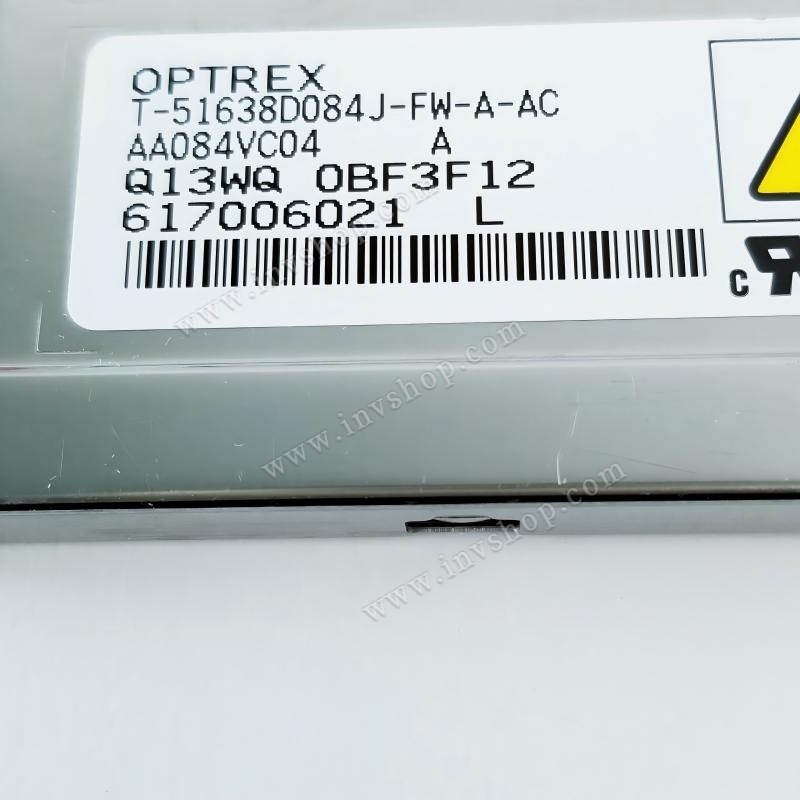 OPTREX
T-51638D084J-FW-A-AC
AA084VC04 A
Q13WQ 0BF3F12
617006021 L
c
www.invshop.com
www.invshop.com
www.invshop.com